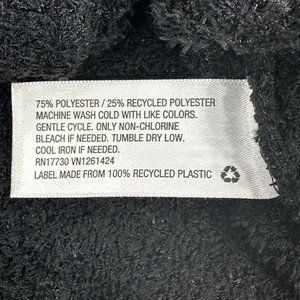 75% POLYESTER / 25% RECYCLED POLYESTER
MACHINE WASH COLD WITH LIKE COLORS.
GENTLE CYCLE. ONLY NON-CHLORINE
BLEACH IF NEEDED. TUMBLE DRY LOW.
COOL IRON IF NEEDED.
RN17730 VN1261424
LABEL MADE FROM 100% RECYCLED PLASTIC